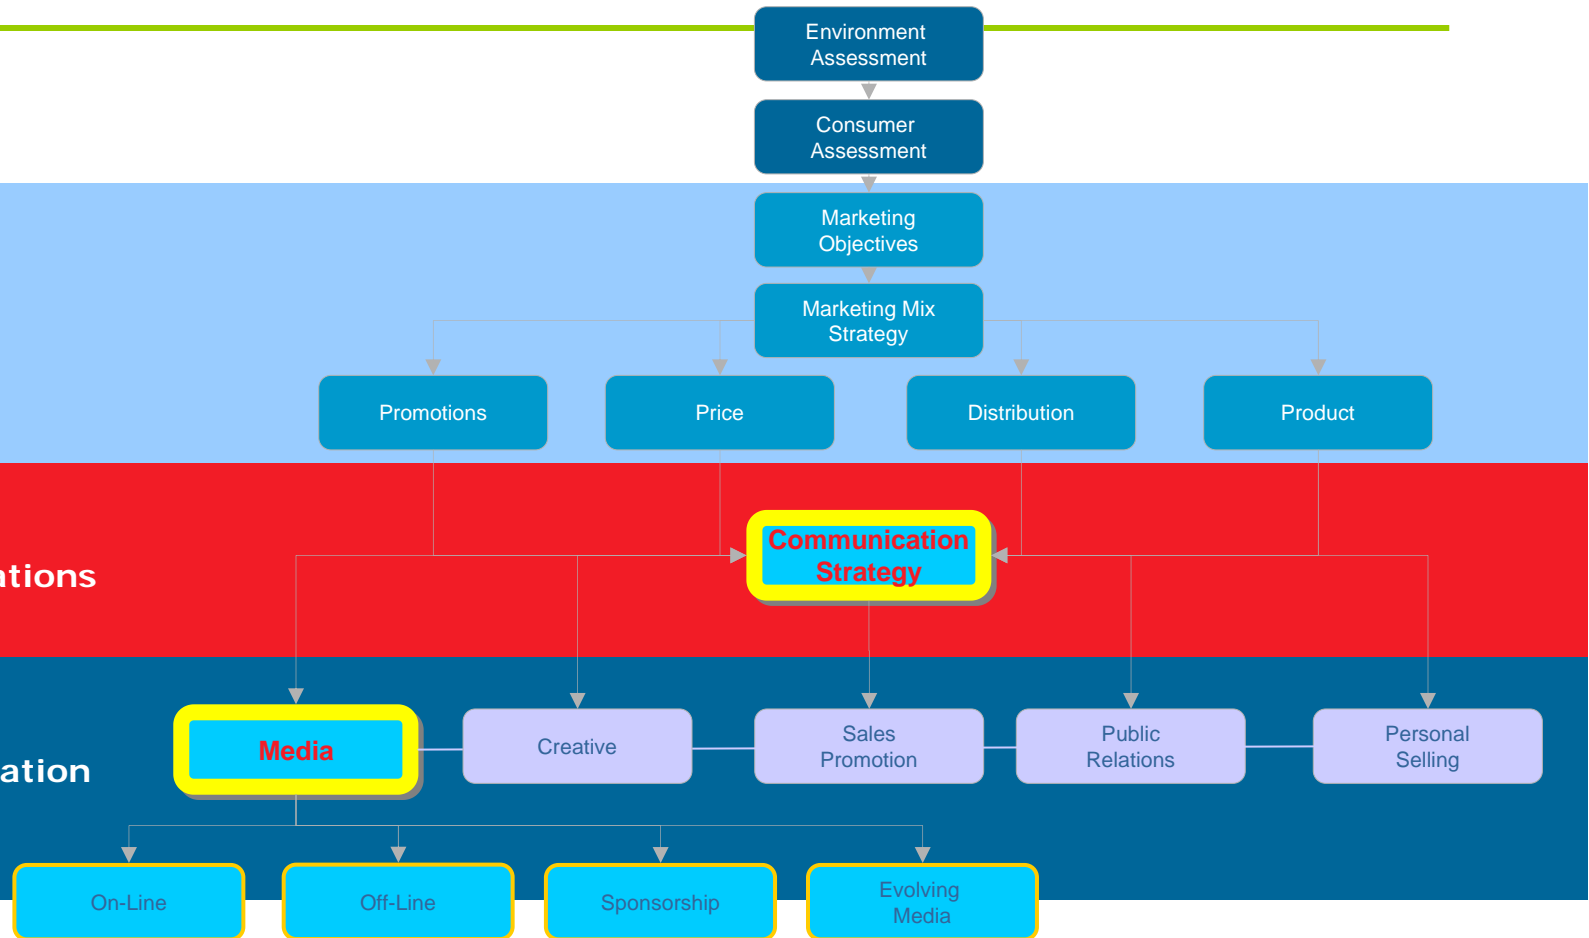 Environment
Assessment
Consumer
Assessment
Marketing
Objectives
Marketing Mix
Strategy
Promotions
Price
Distribution
Product
Communication
Strategy
ations
Media
Creative
Sales
Promotion
Public
Relations
Personal
Selling
ation
On-Line
Off-Line
Sponsorship
Evolving
Media